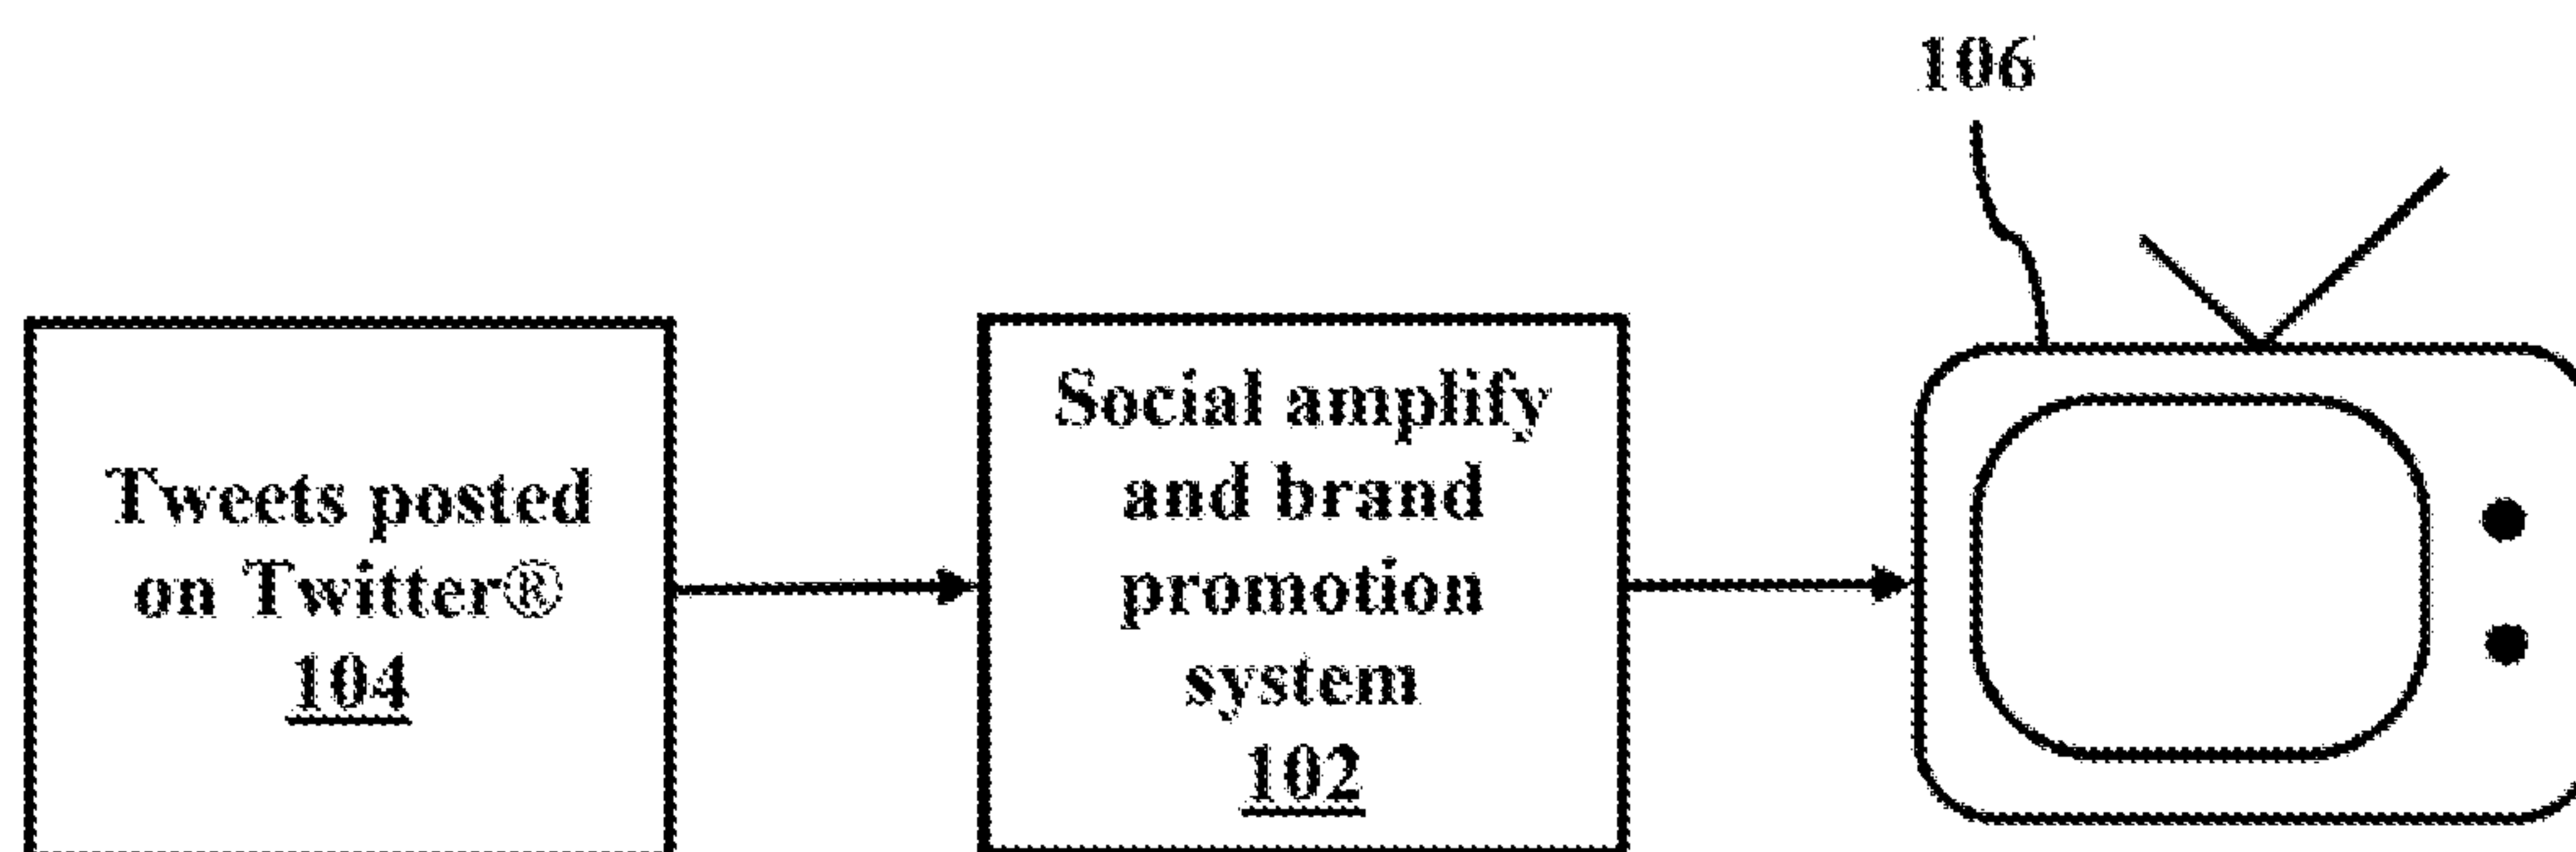 106
Tweets posted
on Twitter®
104
Social amplify
and brand
promotion
system
102